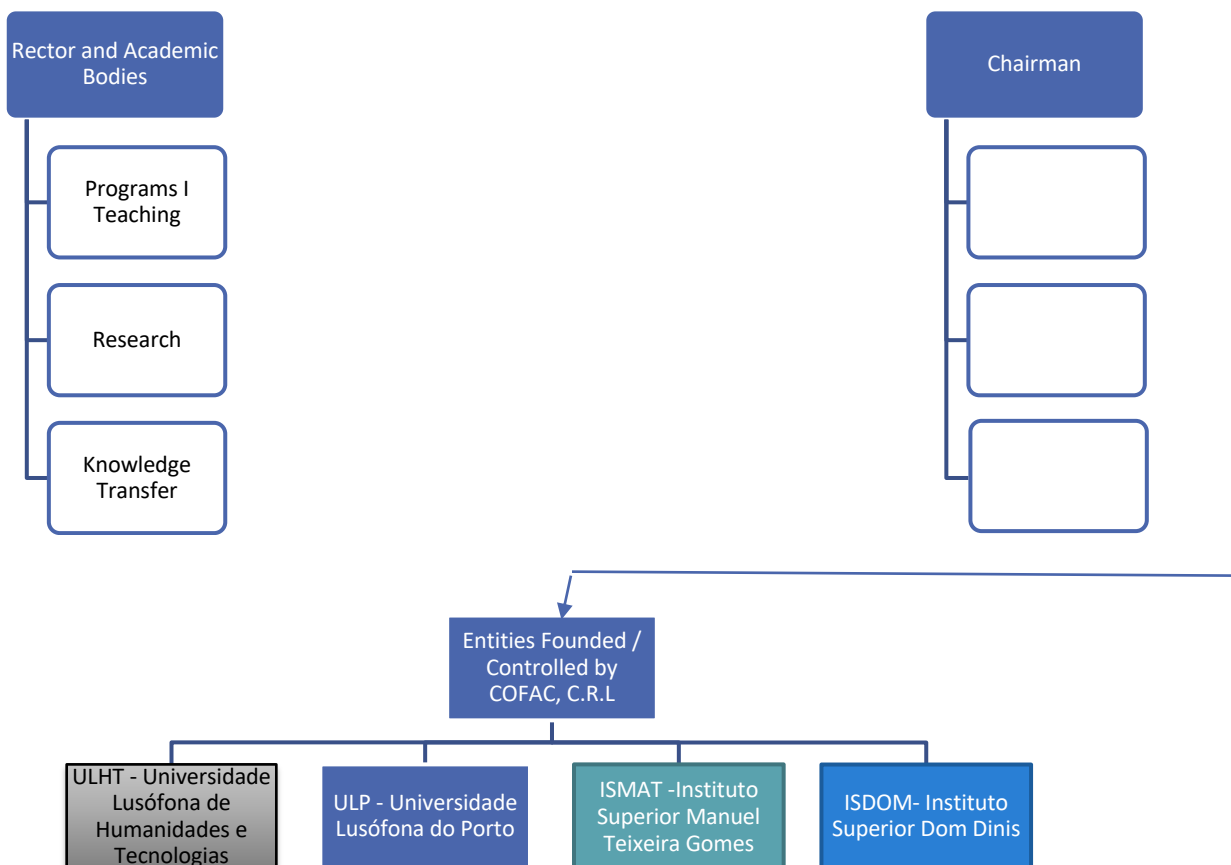 Rector and Academic
Bodies
Chairman
Programs I
Teaching
Research
Knowledge
Transfer
Entities Founded /
Controlled by
COFAC, C.R.L
ULHT - Universidade
Lusófona de
Humanidades e
Tecnologias
ULP - Universidade
Lusófona do Porto
ISMAT -Instituto
Superior Manuel
Teixeira Gomes
ISDOM- Instituto
Superior Dom Dinis